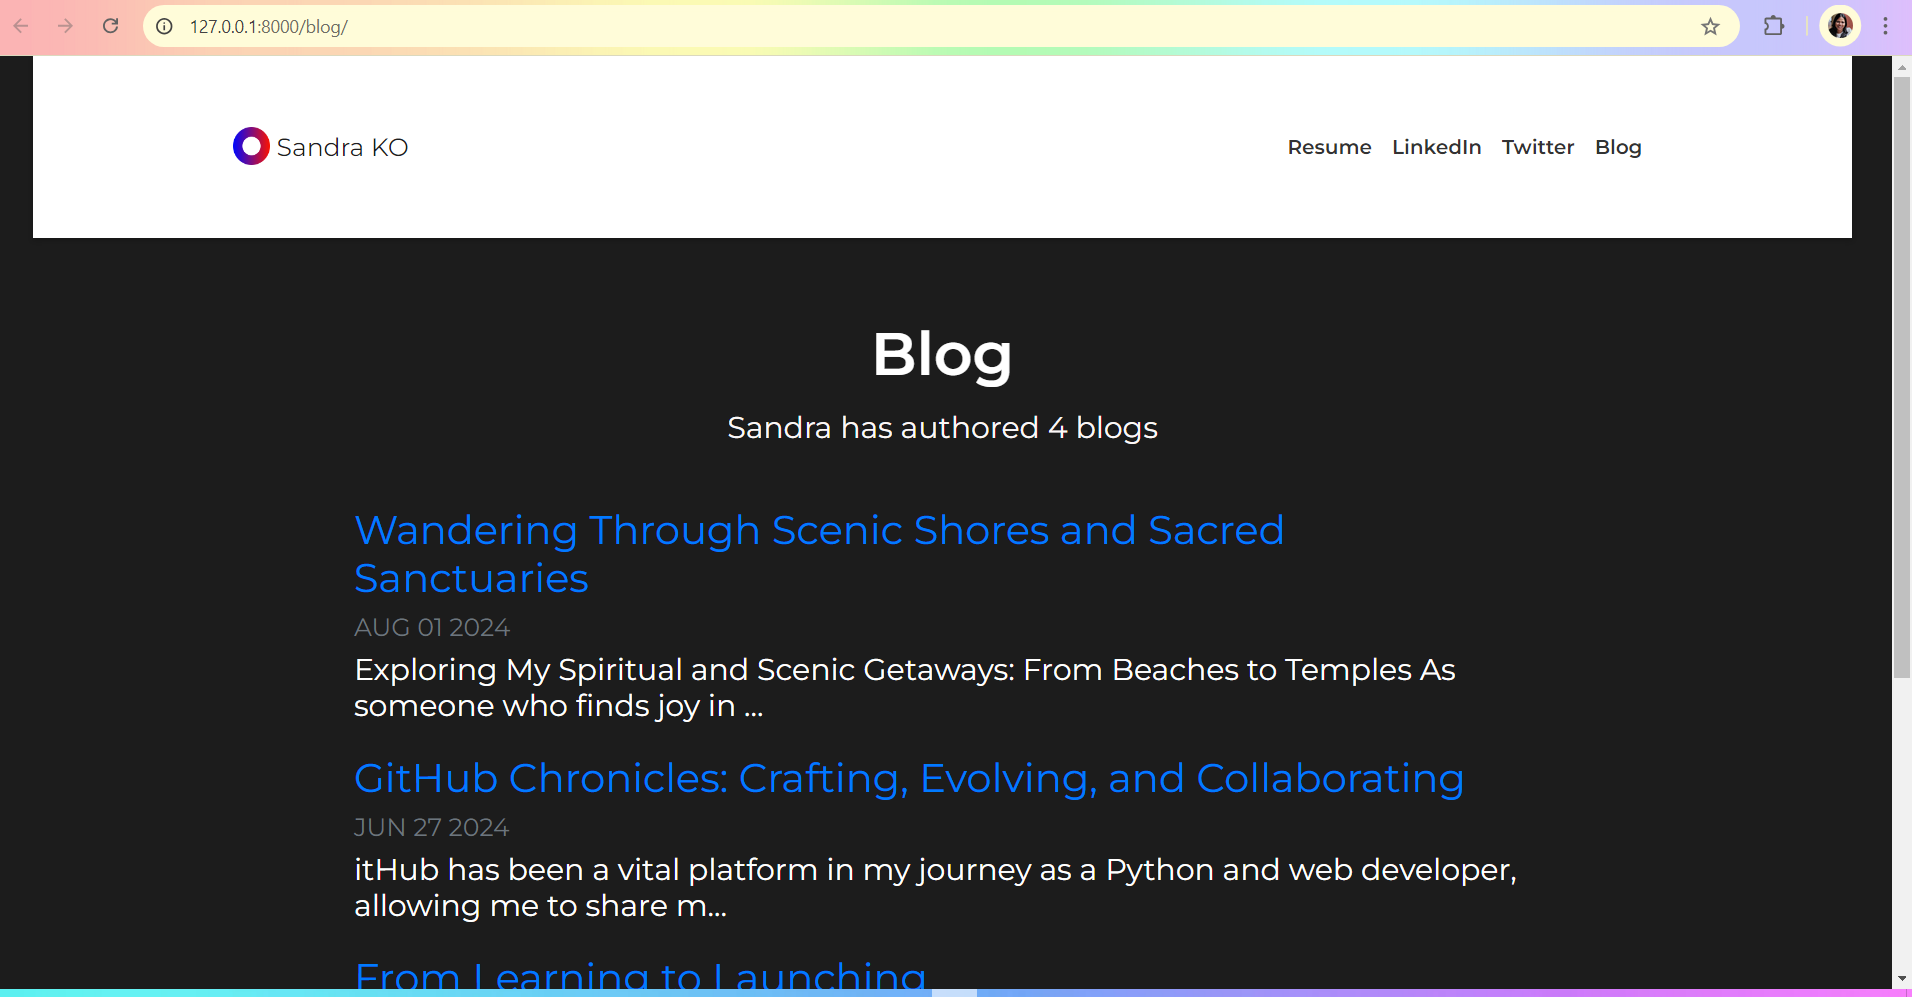 127.0.0.1:8000/blog/
Sandra KO
Resume LinkedIn Twitter Blog
Blog
Sandra has authored 4 blogs
Wandering Through Scenic Shores and Sacred
Sanctuaries
AUG 01 2024
Exploring My Spiritual and Scenic Getaways: From Beaches to Temples As
someone who finds joy in ...
GitHub Chronicles: Crafting, Evolving, and Collaborating
JUN 27 2024
itHub has been a vital platform in my journey as a Python and web developer,
allowing me to share m...
From Learning to Launching